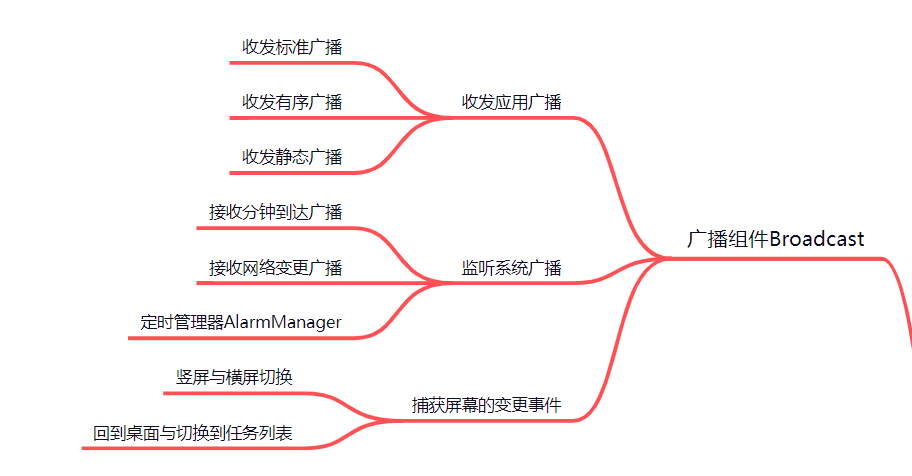 收发标准广播
收发有序广播
收发应用广播
收发静态广播
接收分钟到达广播
广播组件Broadcast
接收网络变更广播
监听系统广播
定时管理器AlarmManager
竖屏与横屏切换
捕获屏幕的变更事件
回到桌面与切换到任务列表